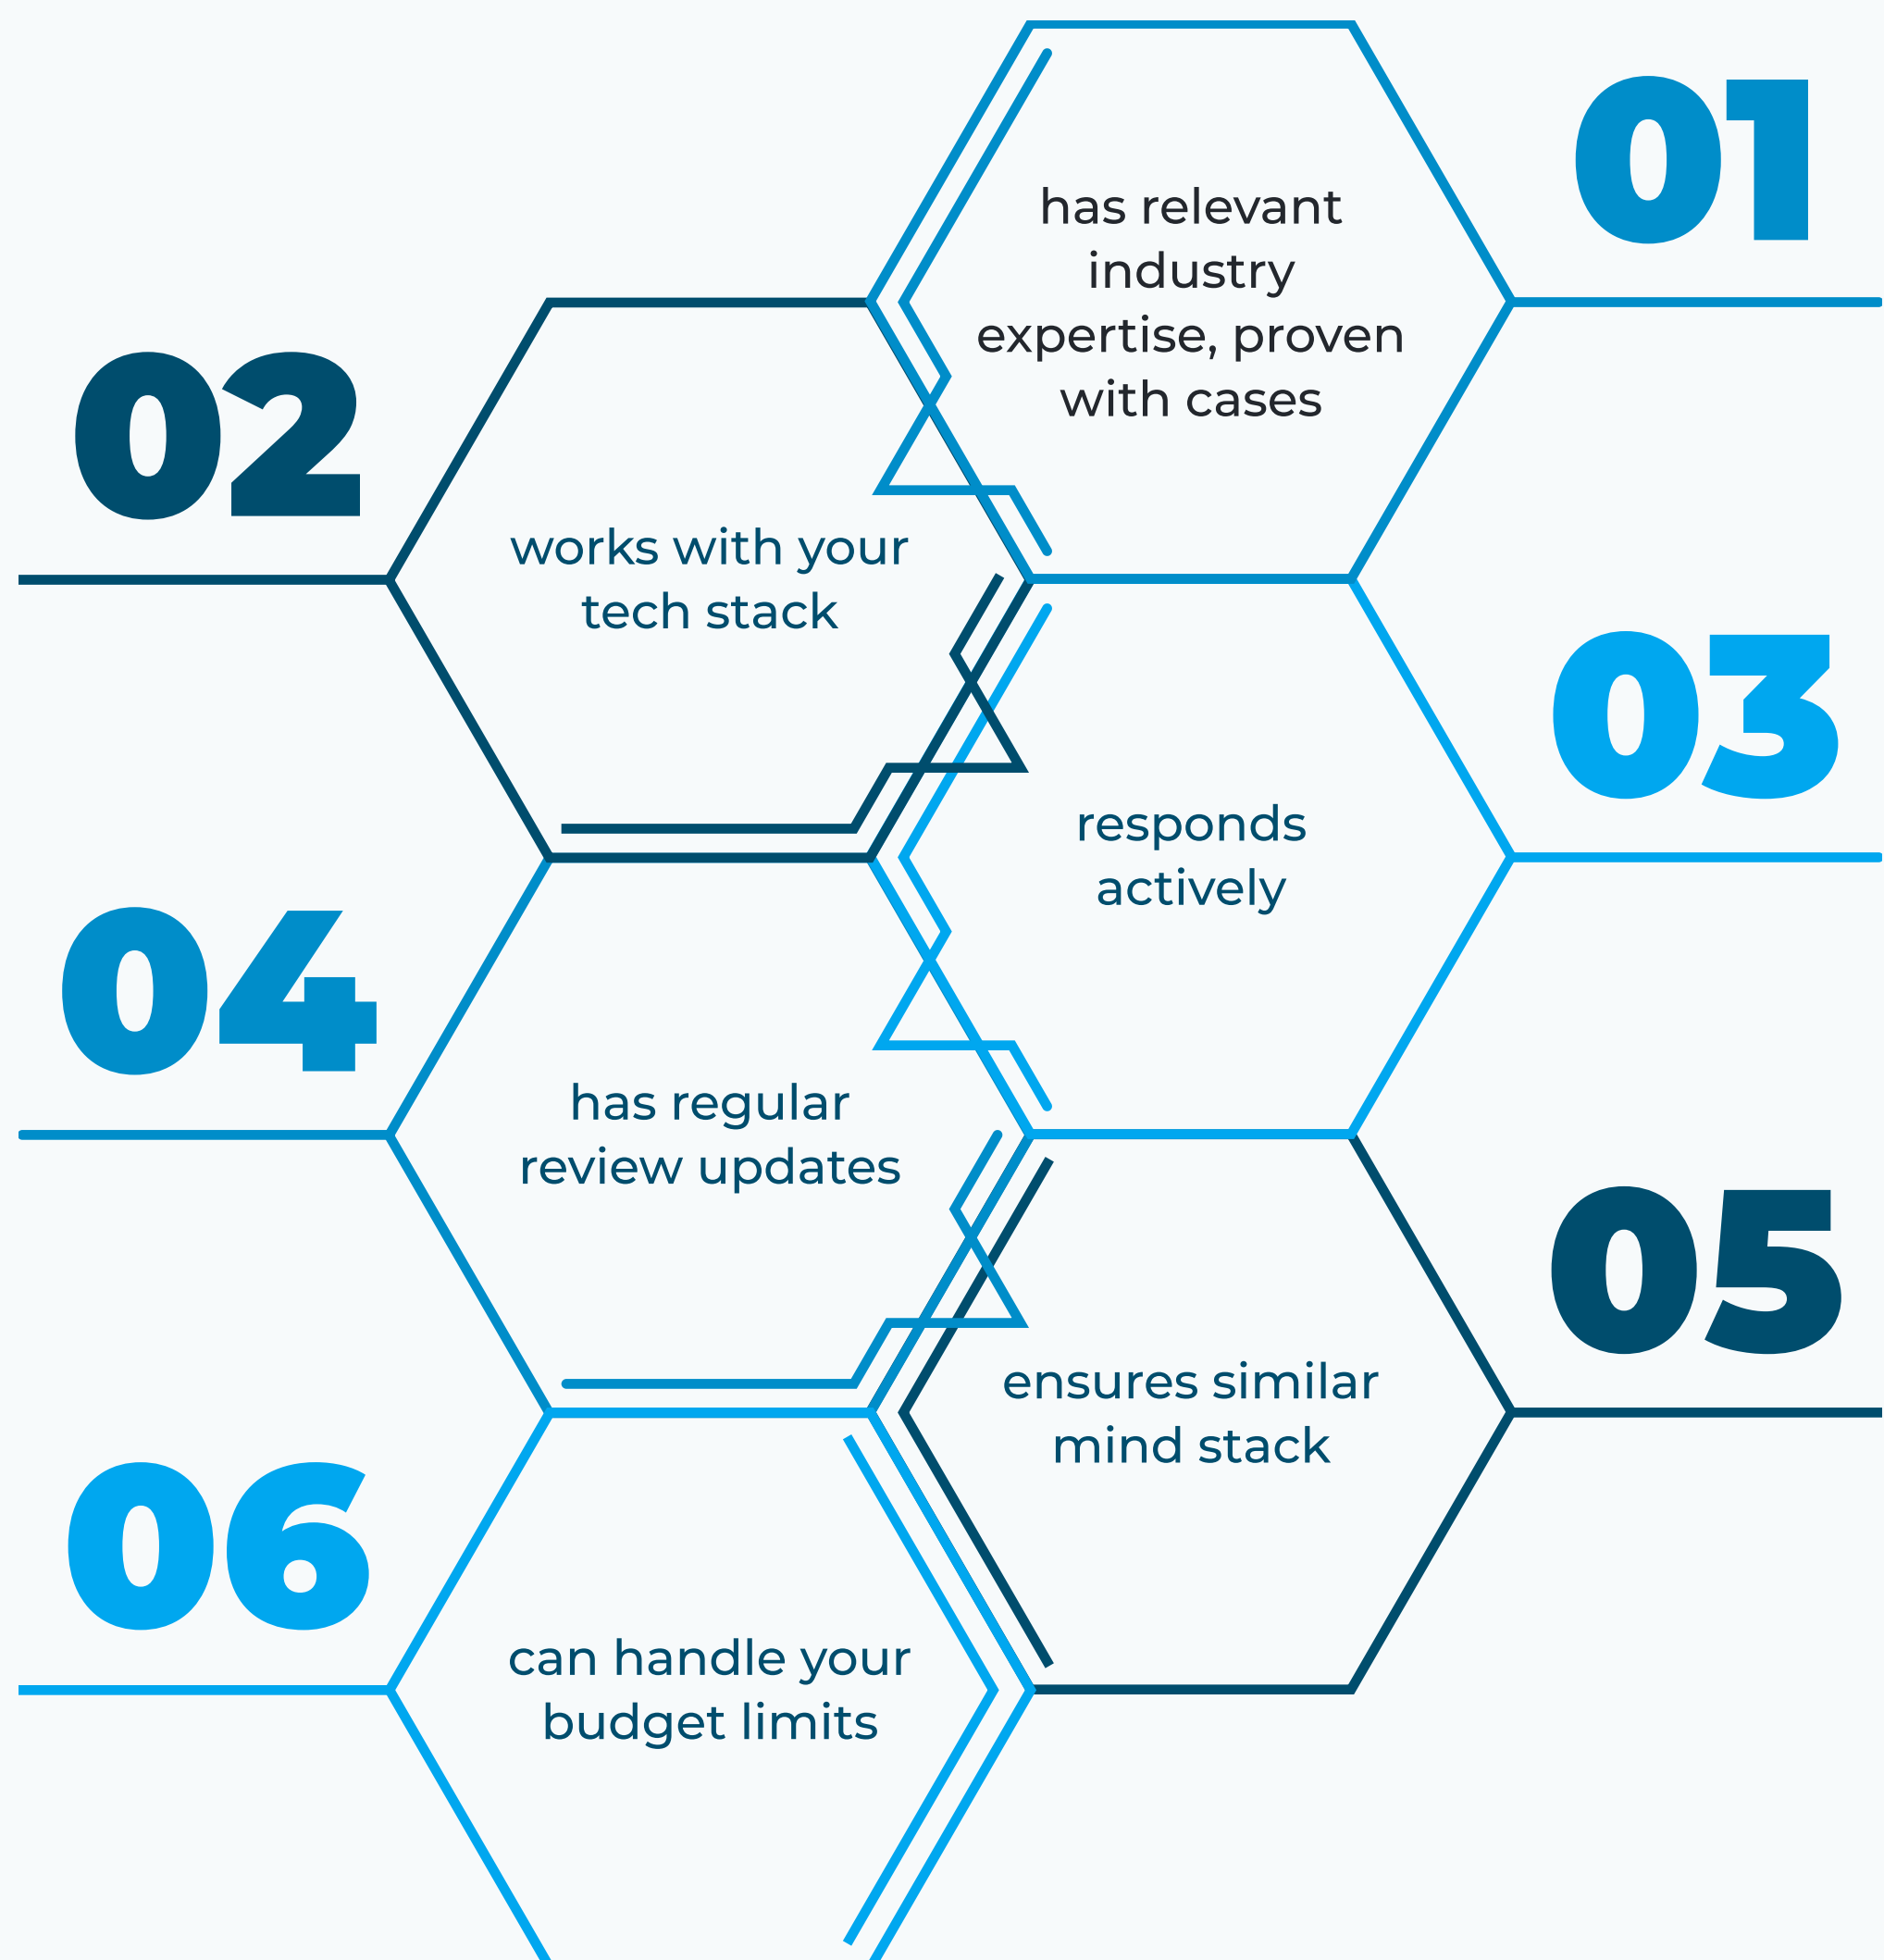 01
has relevant
industry
expertise, proven
with cases
02
works with your
tech stack
03
responds
actively
04
has regular
review updates
05
ensures similar
mind stack
06
can handle your
budget limits